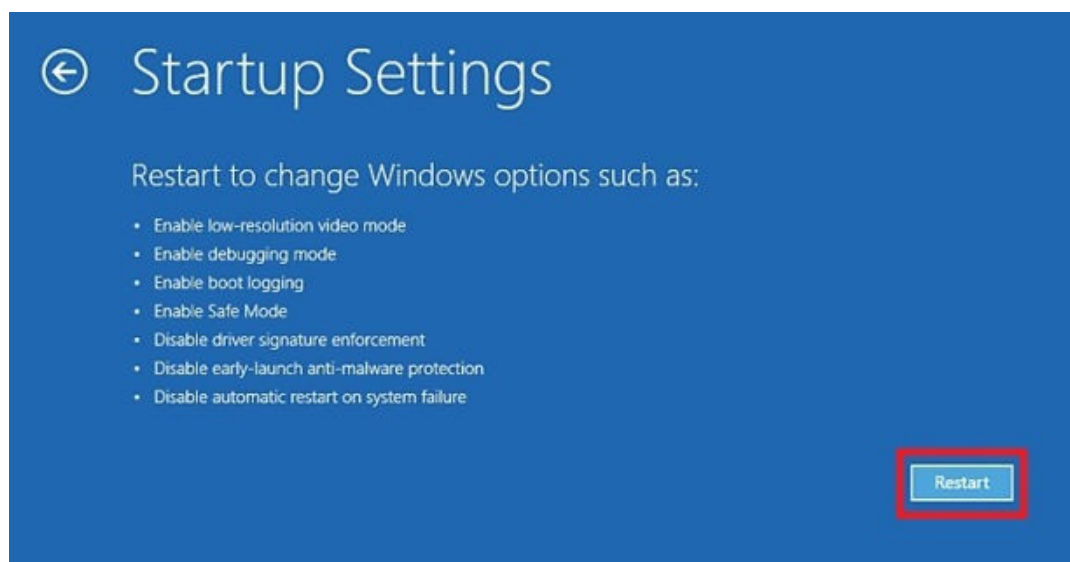 Startup Settings
Restart to change Windows options such as:
• Enable low-resolution video mode
• Enable debugging mode
• Enable boot logging
• Enable Safe Mode
• Disable driver signature enforcement
• Disable early-launch anti-malware protection
• Disable automatic restart on system failure
Restart